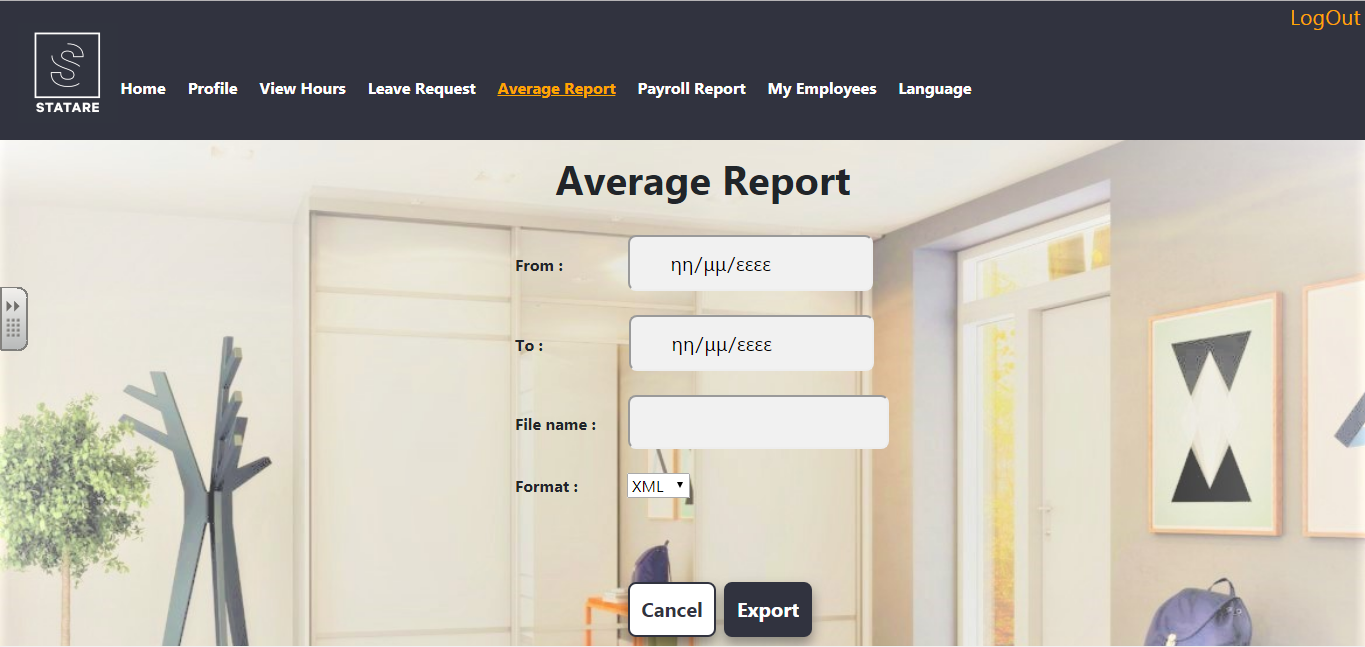 LogOut
STATARE
Home Profile View Hours Leave Request Average Report Payroll Report My Employees Language
Average Report
From : ηη/μμ/εεεε
To : ηη/μμ/εεεε
File name :
Format : XML
Cancel Export